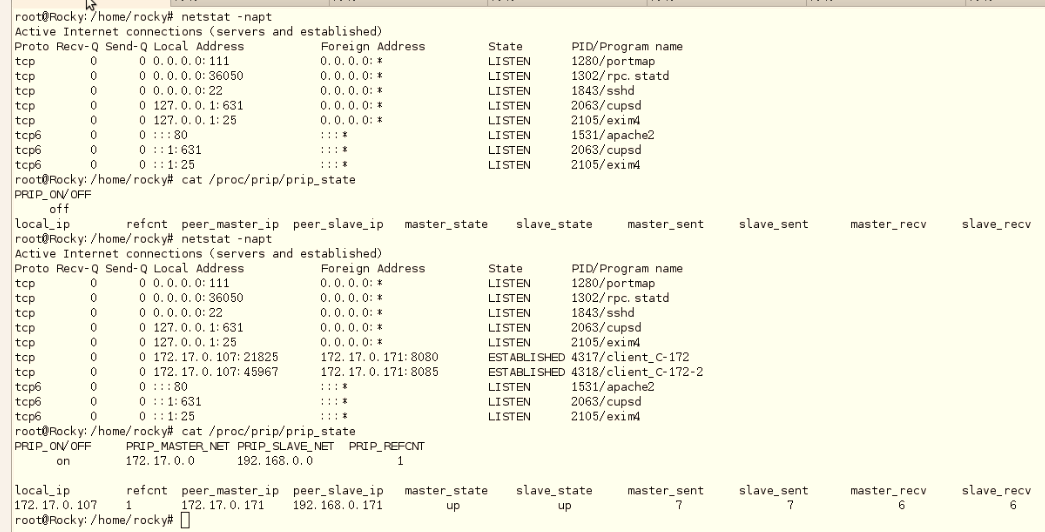 root@Rocky:/home/rocky# netstat -napt
Active Internet connections (servers and established)
Proto Recv-Q Send-Q Local Address           Foreign Address         State       PID/Program name
tcp        0      0 0.0.0.0:111             0.0.0.0:*               LISTEN      1280/portmap
tcp        0      0 0.0.0.0:36050           0.0.0.0:*               LISTEN      1302/rpc.statd
tcp        0      0 0.0.0.0:22              0.0.0.0:*               LISTEN      1843/sshd
tcp        0      0 127.0.0.1:631           0.0.0.0:*               LISTEN      2063/cupsd
tcp        0      0 127.0.0.1:25            0.0.0.0:*               LISTEN      2105/exim4
tcp6       0      0 :::80                   :::*                    LISTEN      1531/apache2
tcp6       0      0 ::1:631                 :::*                    LISTEN      2063/cupsd
tcp6       0      0 ::1:25                  :::*                    LISTEN      2105/exim4
root@Rocky:/home/rocky# cat /proc/prip/prip_state
PRIP_ON/OFF
off
local_ip        refcnt  peer_master_ip  peer_slave_ip   master_state    slave_state     master_sent     slave_sent      master_recv     slave_recv
root@Rocky:/home/rocky# netstat -napt
Active Internet connections (servers and established)
Proto Recv-Q Send-Q Local Address           Foreign Address         State       PID/Program name
tcp        0      0 0.0.0.0:111             0.0.0.0:*               LISTEN      1280/portmap
tcp        0      0 0.0.0.0:36050           0.0.0.0:*               LISTEN      1302/rpc.statd
tcp        0      0 0.0.0.0:22              0.0.0.0:*               LISTEN      1843/sshd
tcp        0      0 127.0.0.1:631           0.0.0.0:*               LISTEN      2063/cupsd
tcp        0      0 127.0.0.1:25            0.0.0.0:*               LISTEN      2105/exim4
tcp        0      0 172.17.0.107:21825      172.17.0.171:8080       ESTABLISHED 4317/client_C-172
tcp        0      0 172.17.0.107:45967      172.17.0.171:8085       ESTABLISHED 4318/client_C-172-2
tcp6       0      0 :::80                   :::*                    LISTEN      1531/apache2
tcp6       0      0 ::1:631                 :::*                    LISTEN      2063/cupsd
tcp6       0      0 ::1:25                  :::*                    LISTEN      2105/exim4
root@Rocky:/home/rocky# cat /proc/prip/prip_state
PRIP_ON/OFF     PRIP_MASTER_NET PRIP_SLAVE_NET  PRIP_REFCNT
on        172.17.0.0      192.168.0.0            1
local_ip        refcnt  peer_master_ip  peer_slave_ip   master_state    slave_state     master_sent     slave_sent      master_recv     slave_recv
172.17.0.107    1       172.17.0.171    192.168.0.171         up              up               7               7               6               6
root@Rocky:/home/rocky#